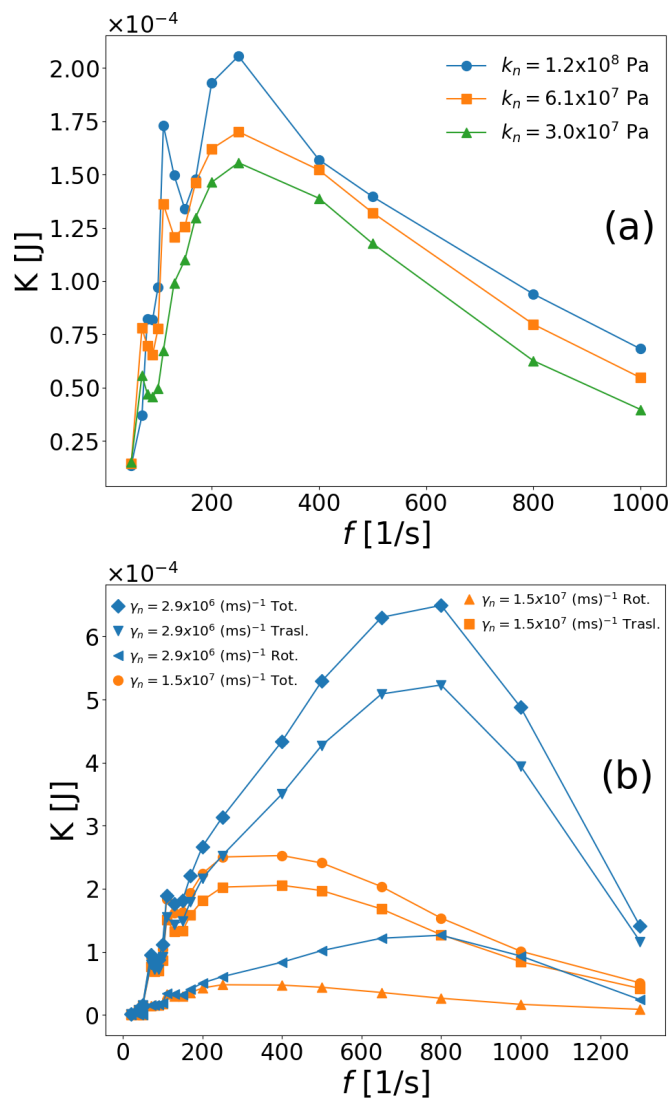 ×10⁻⁴
2.00
1.75
1.50
1.25
1.00
0.75
0.50
0.25
K [J]
kₙ = 1.2x10⁸ Pa
kₙ = 6.1x10⁷ Pa
kₙ = 3.0x10⁷ Pa
(a)
200 400 600 800 1000
f [1/s]
×10⁻⁴
6
5
4
3
2
1
0
K [J]
γₙ = 2.9x10⁶ (ms)⁻¹ Tot.
γₙ = 2.9x10⁶ (ms)⁻¹ Trasl.
γₙ = 2.9x10⁶ (ms)⁻¹ Rot.
γₙ = 1.5x10⁷ (ms)⁻¹ Tot.
γₙ = 1.5x10⁷ (ms)⁻¹ Rot.
γₙ = 1.5x10⁷ (ms)⁻¹ Trasl.
(b)
0 200 400 600 800 1000 1200
f [1/s]